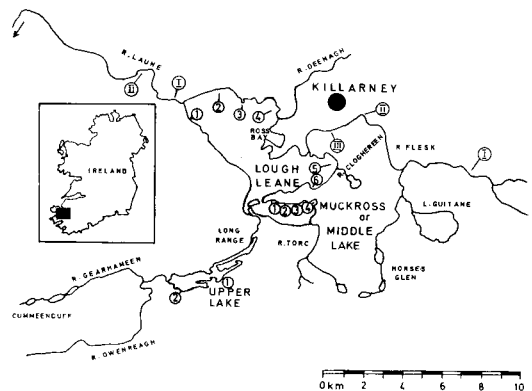 R. LAUNE
R. DEENAGH
KILLARNEY
I
II
1
2
3
4
II
ROSS
BAY
III
R. CLOGHEREEN
R. FLESK
I
IRELAND
LOUGH
LEANE
5
6
L. GUITANE
1 2 3 4
MUCKROSS
or
MIDDLE
LAKE
LONG
RANGE
R. TORC
HORSES
GLEN
R. GEARHAMEEN
1
2
UPPER
LAKE
CUMMEENDUFF
R. OWENREAGH
0 km 2 4 6 8 10